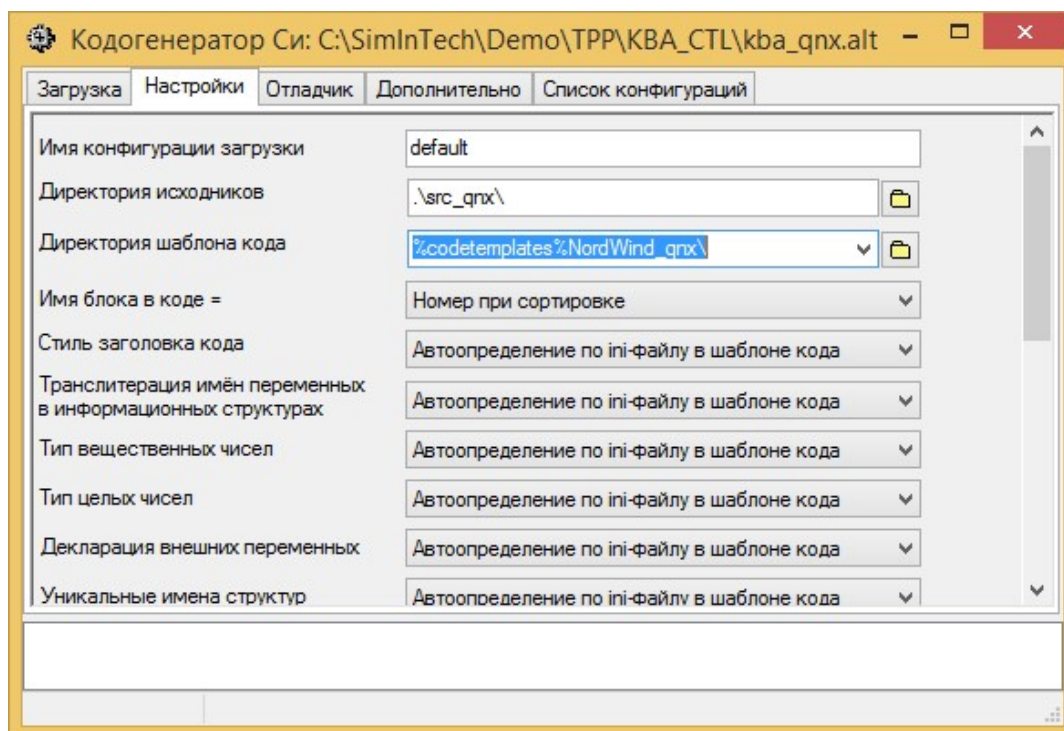 Кодогенератор Си: C:\SimInTech\Demo\TPP\KBA_CTL\kba_qnx.alt
Загрузка Настройки Отладчик Дополнительно Список конфигураций
Имя конфигурации загрузки default
Директория исходников .\src_qnx\
Директория шаблона кода %codetemplates%NordWind_qnx\
Имя блока в коде = Номер при сортировке
Стиль заголовка кода Автоопределение по ini-файлу в шаблоне кода
Транслитерация имён переменных
в информационных структурах Автоопределение по ini-файлу в шаблоне кода
Тип вещественных чисел Автоопределение по ini-файлу в шаблоне кода
Тип целых чисел Автоопределение по ini-файлу в шаблоне кода
Декларация внешних переменных Автоопределение по ini-файлу в шаблоне кода
Уникальные имена структур Автоопределение по ini-файлу в шаблоне кода